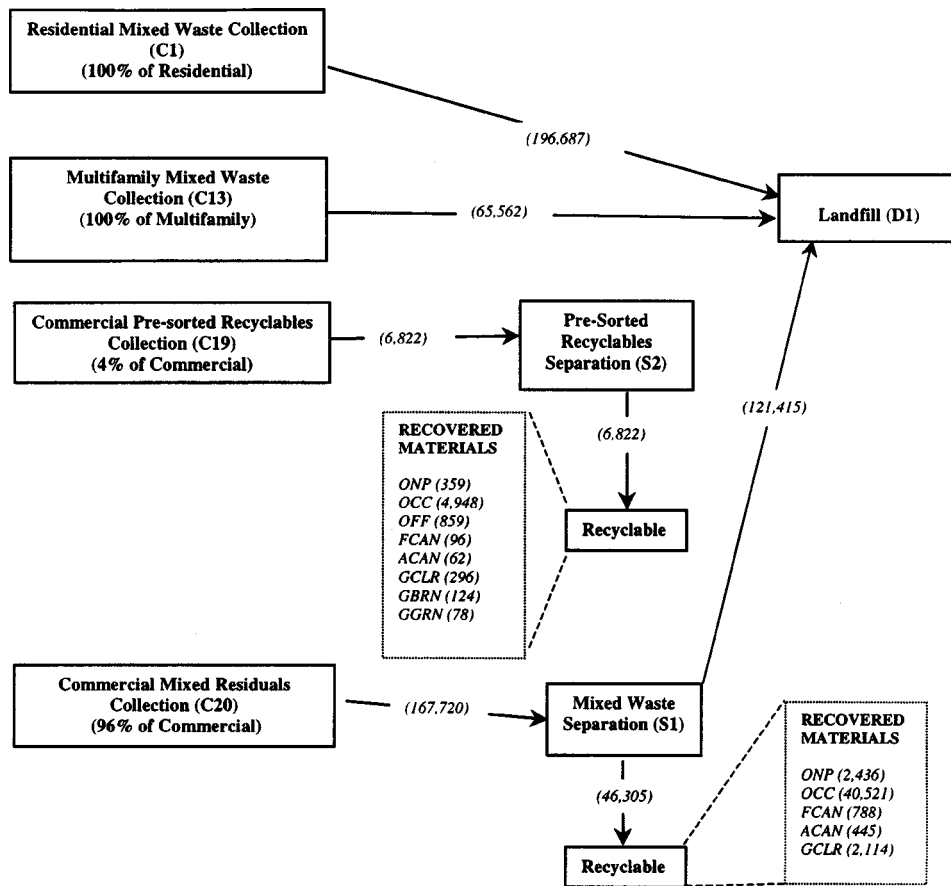 Residential Mixed Waste Collection
(C1)
(100% of Residential)
(196,687)
Multifamily Mixed Waste
Collection (C13)
(100% of Multifamily)
(65,562)
Landfill (D1)
Commercial Pre-sorted Recyclables
Collection (C19)
(4% of Commercial)
(6,822)
Pre-Sorted
Recyclables
Separation (S2)
(121,415)
(6,822)
RECOVERED
MATERIALS
ONP (359)
OCC (4,948)
OFF (859)
FCAN (96)
ACAN (62)
GCLR (296)
GBRN (124)
GGRN (78)
Recyclable
Commercial Mixed Residuals
Collection (C20)
(96% of Commercial)
(167,720)
Mixed Waste
Separation (S1)
(46,305)
Recyclable
RECOVERED
MATERIALS
ONP (2,436)
OCC (40,521)
FCAN (788)
ACAN (445)
GCLR (2,114)